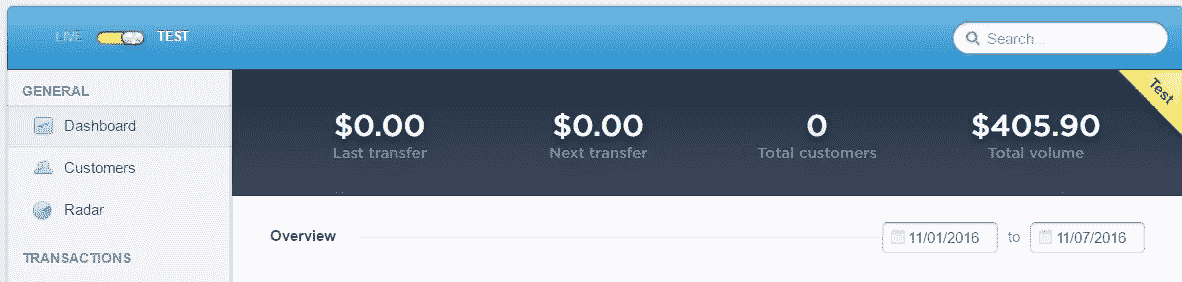 LIVE TEST Search...
GENERAL
Dashboard
Customers
Radar
TRANSACTIONS
Test
$0.00 $0.00 0 $405.90
Last transfer Next transfer Total customers Total volume
Overview 11/01/2016 to 11/07/2016